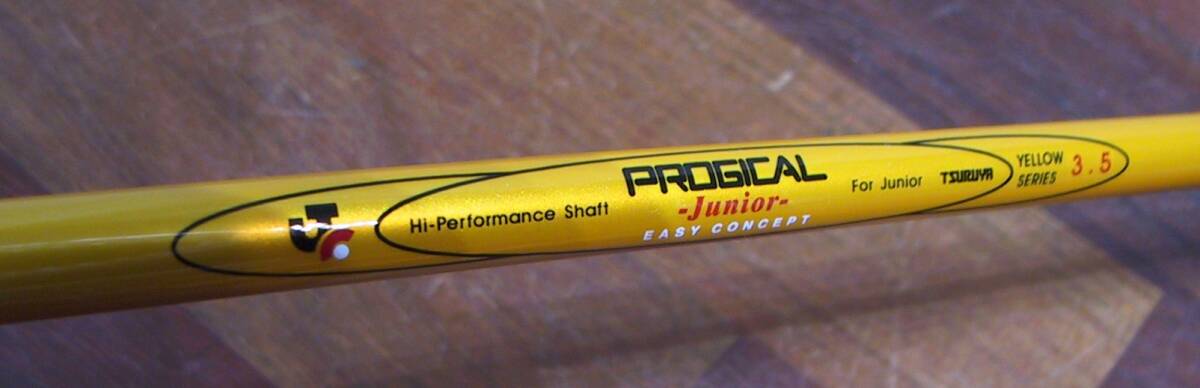 Hi-Performance Shaft
PROGICAL
-Junior-
EASY CONCEPT
For Junior
TSURUYA
YELLOW
SERIES
3.5